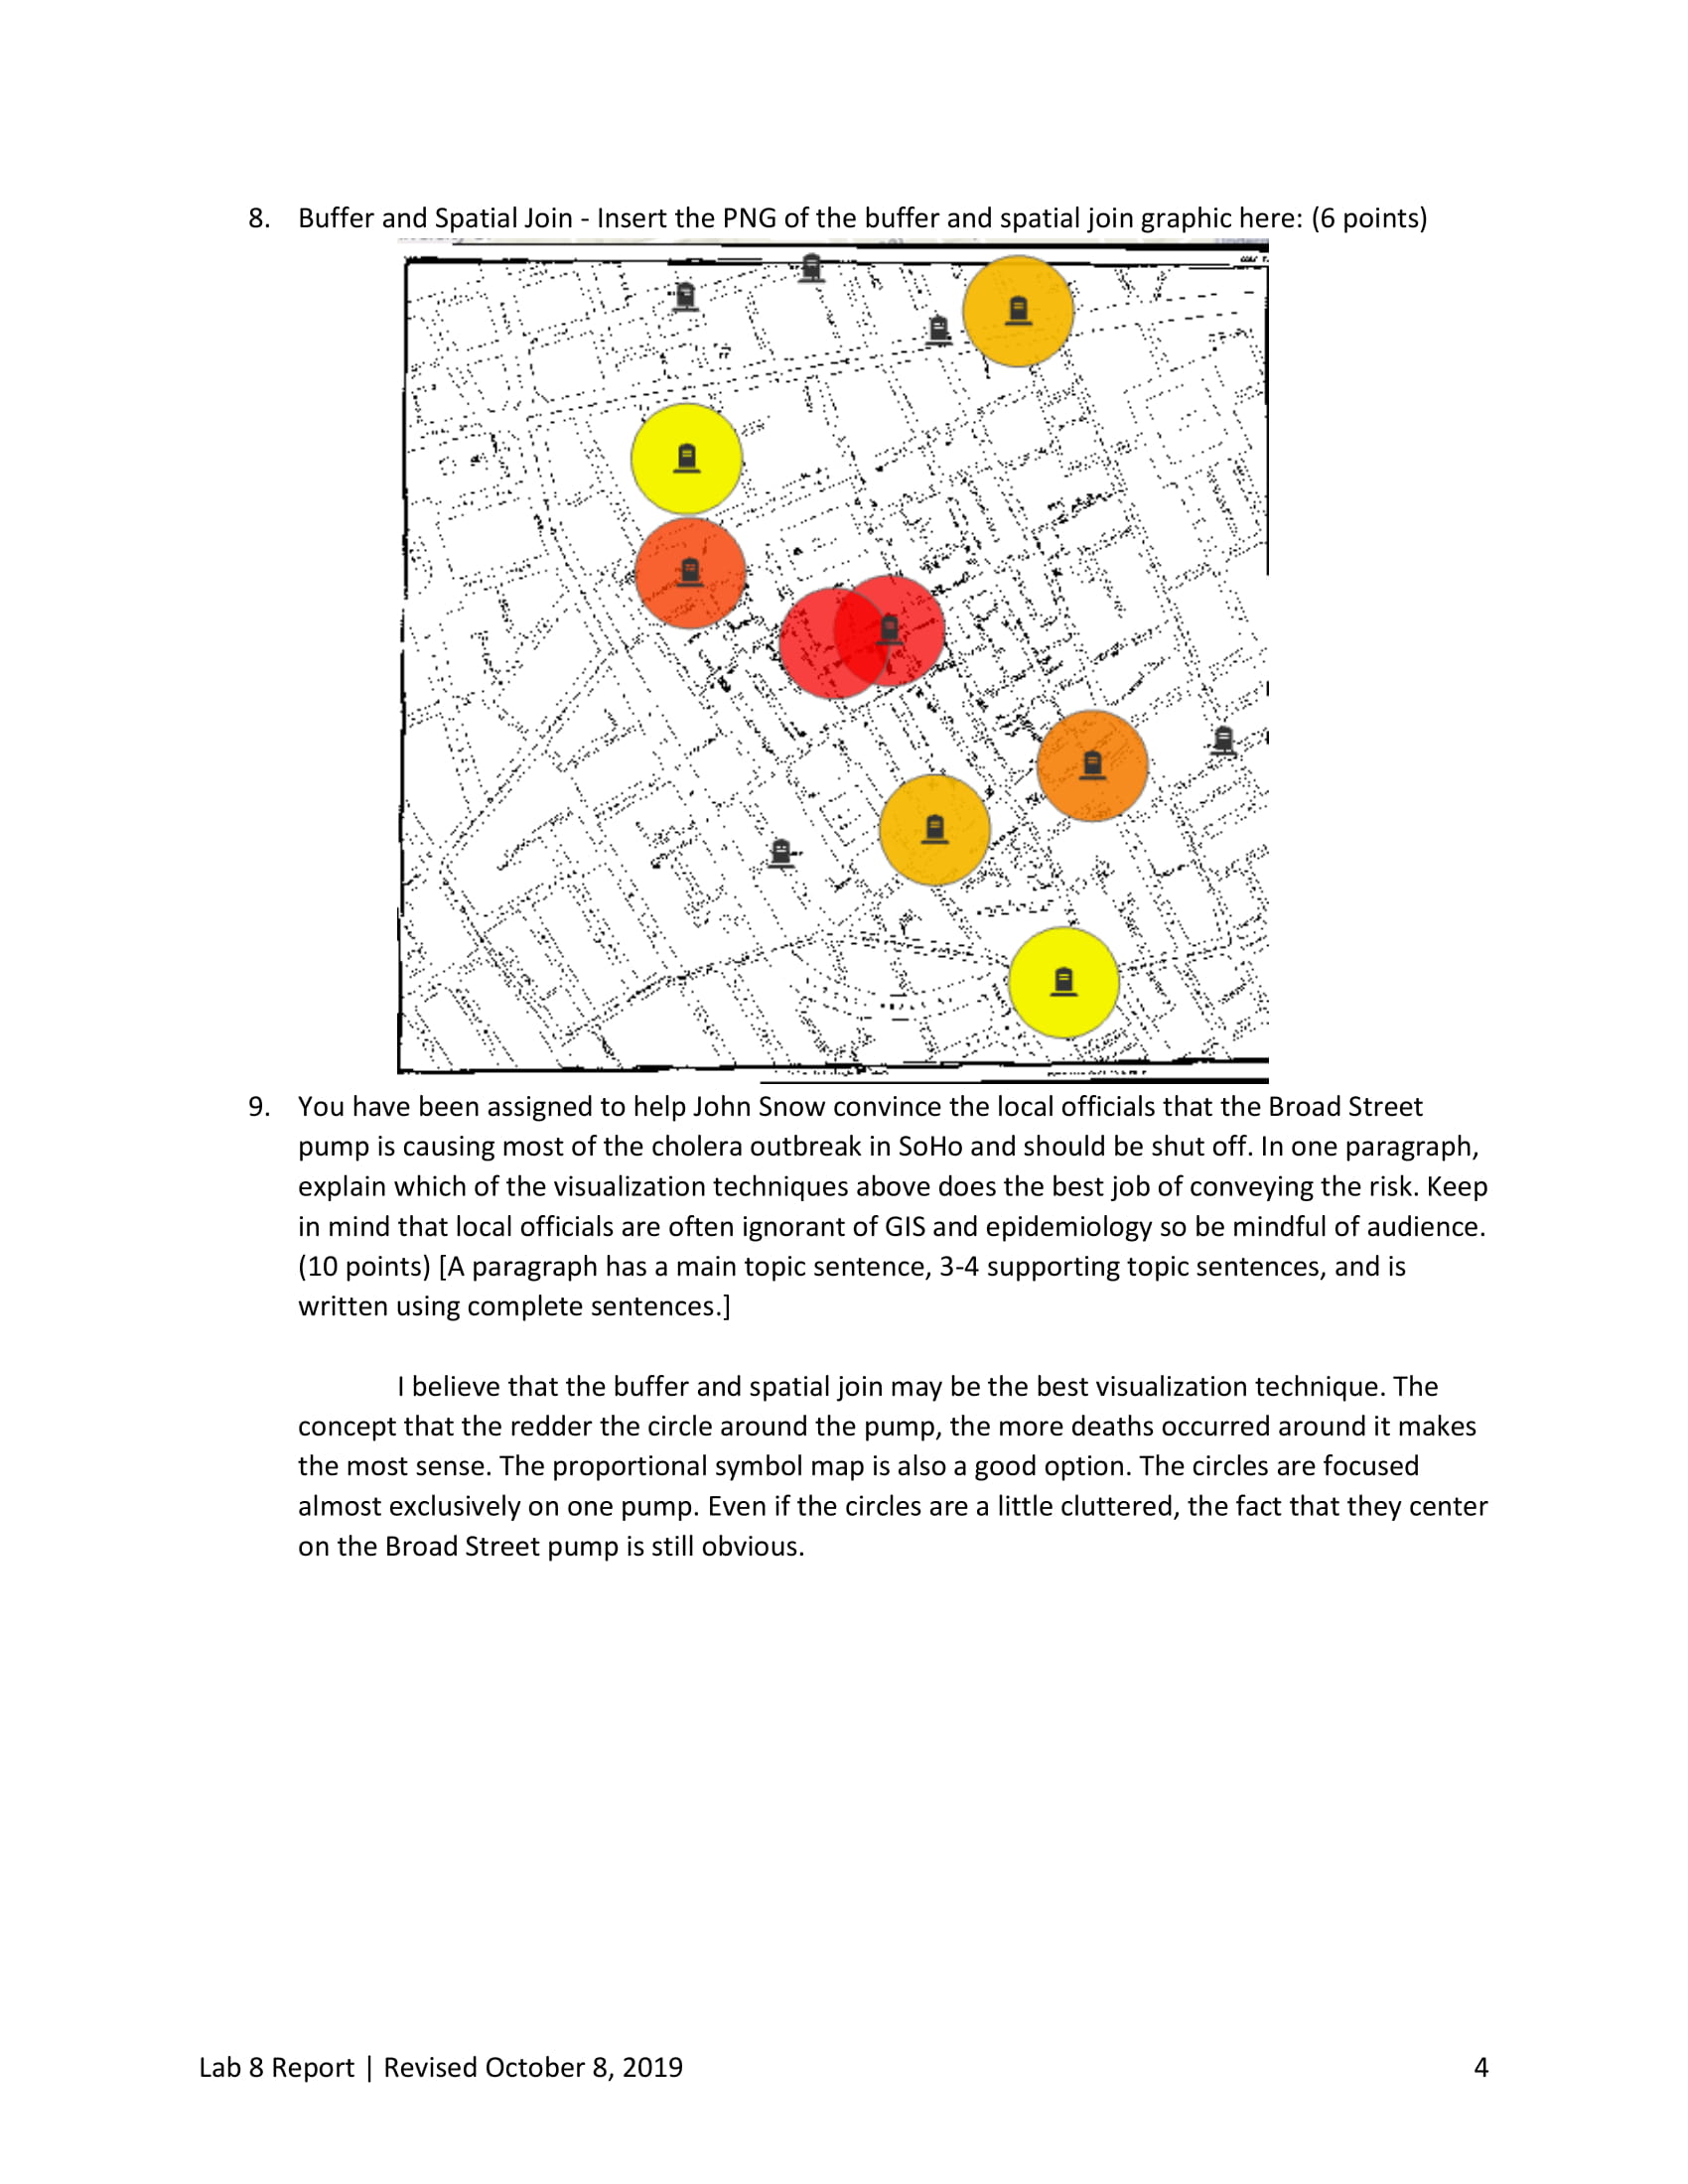 8. Buffer and Spatial Join - Insert the PNG of the buffer and spatial join graphic here: (6 points)
9. You have been assigned to help John Snow convince the local officials that the Broad Street
pump is causing most of the cholera outbreak in SoHo and should be shut off. In one paragraph,
explain which of the visualization techniques above does the best job of conveying the risk. Keep
in mind that local officials are often ignorant of GIS and epidemiology so be mindful of audience.
(10 points) [A paragraph has a main topic sentence, 3-4 supporting topic sentences, and is
written using complete sentences.]
I believe that the buffer and spatial join may be the best visualization technique. The
concept that the redder the circle around the pump, the more deaths occurred around it makes
the most sense. The proportional symbol map is also a good option. The circles are focused
almost exclusively on one pump. Even if the circles are a little cluttered, the fact that they center
on the Broad Street pump is still obvious.
Lab 8 Report | Revised October 8, 2019 4